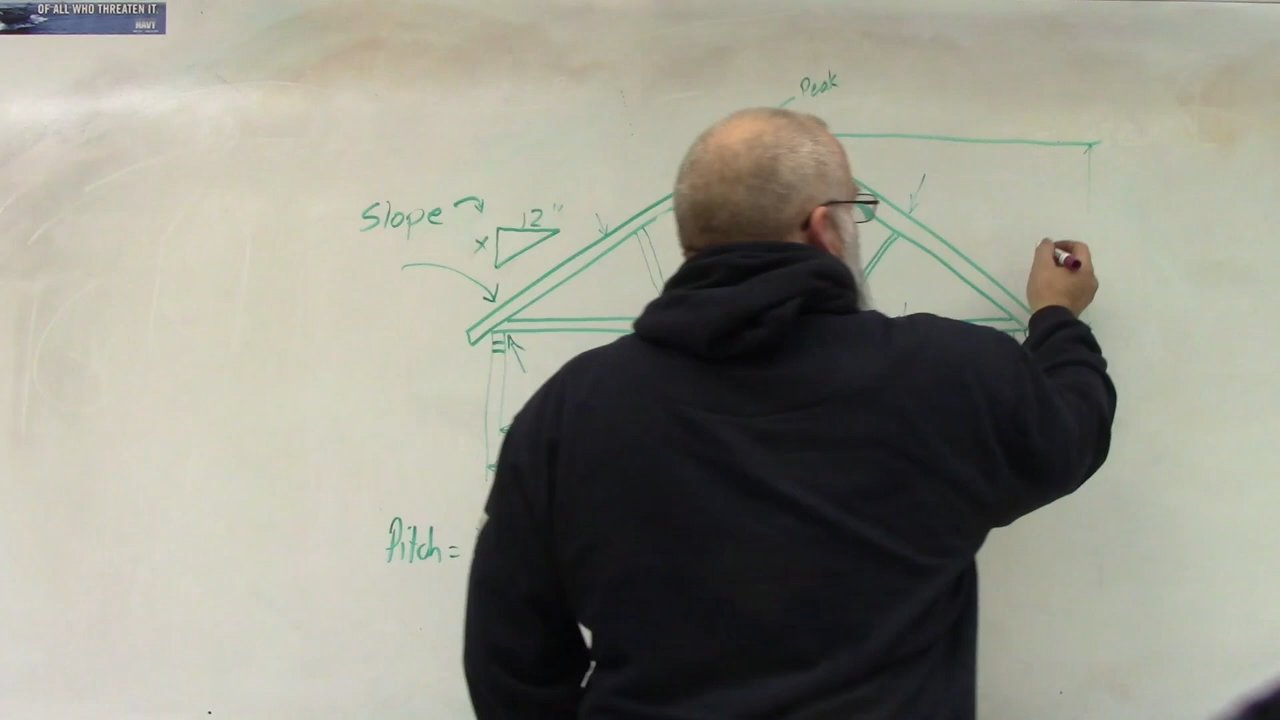 OF ALL WHO THREATEN IT.
NAVY
Peak
Slope
12"
x
Pitch =